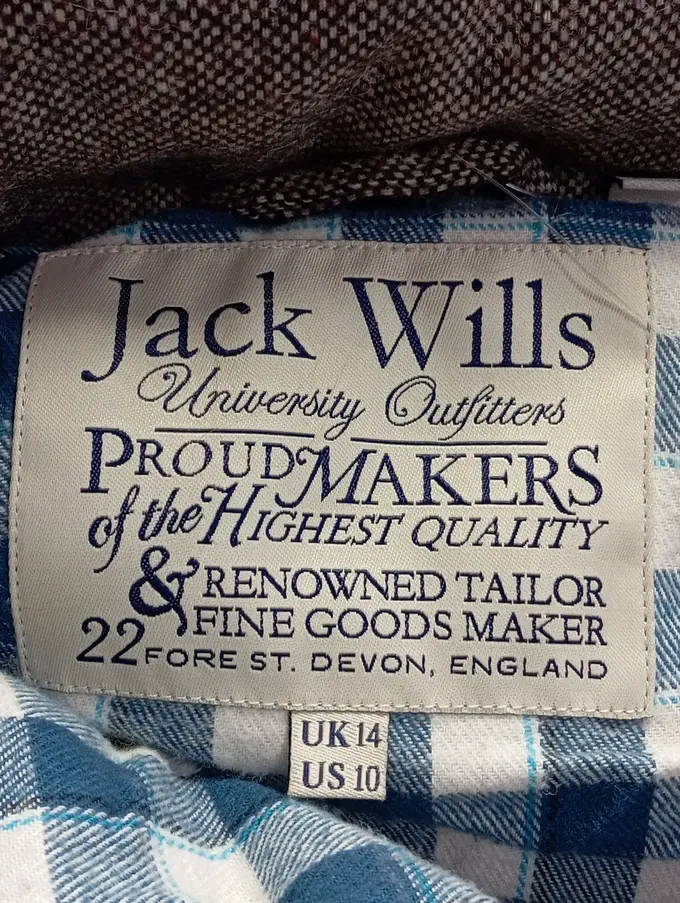 Jack Wills
University Outfitters
PROUD MAKERS
of the HIGHEST QUALITY
& RENOWNED TAILOR
FINE GOODS MAKER
22 FORE ST. DEVON, ENGLAND
UK 14
US 10